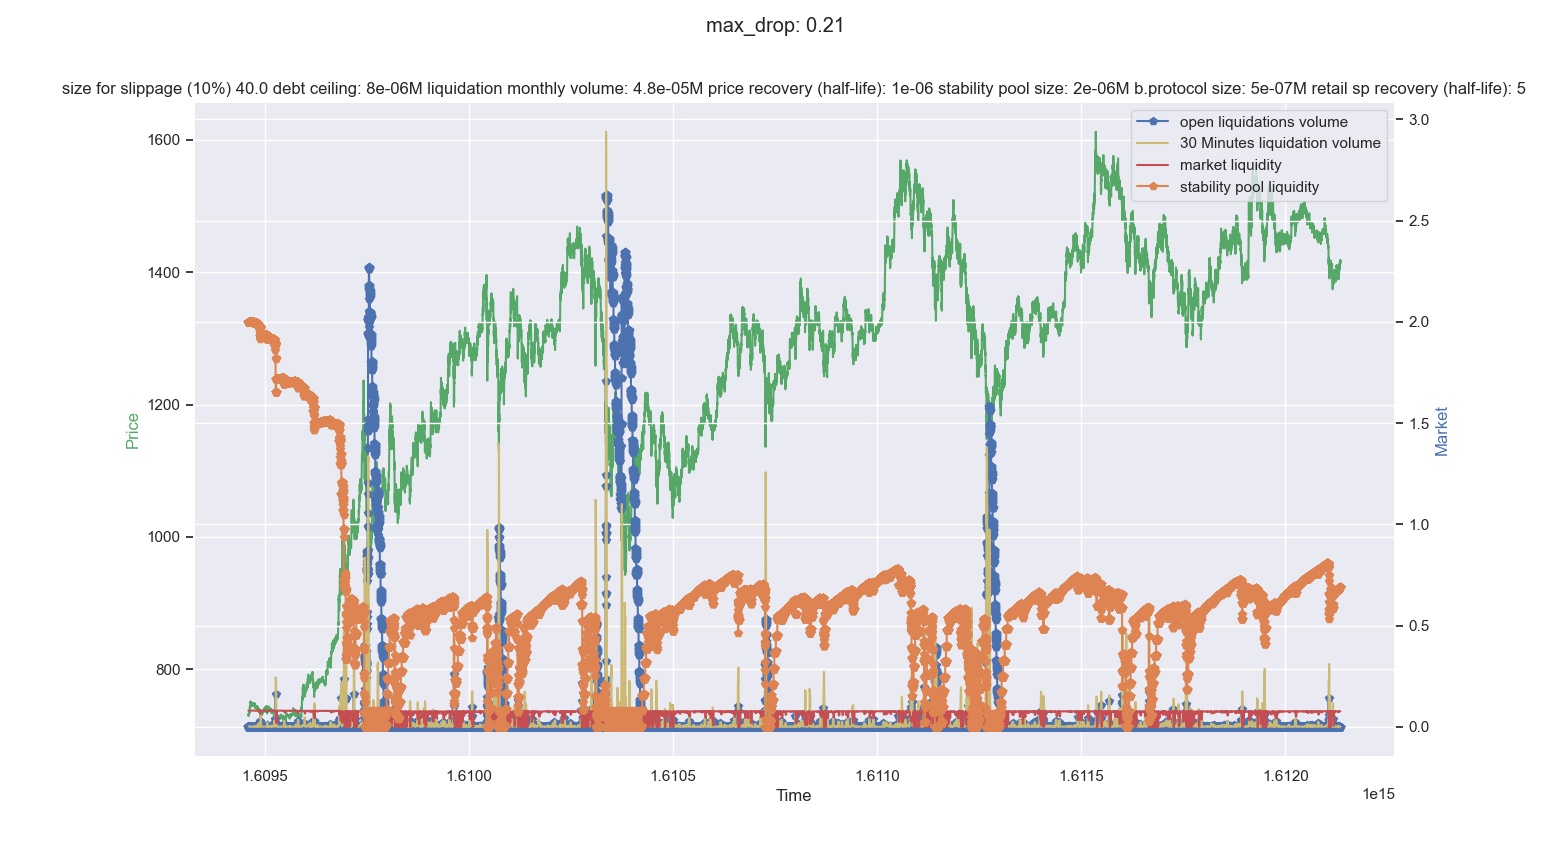 max_drop: 0.21
size for slippage (10%) 40.0 debt ceiling: 8e-06M liquidation monthly volume: 4.8e-05M price recovery (half-life): 1e-06 stability pool size: 2e-06M b.protocol size: 5e-07M retail sp recovery (half-life): 5
open liquidations volume
30 Minutes liquidation volume
market liquidity
stability pool liquidity
1600
1400
1200
1000
800
Price
3.0
2.5
2.0
1.5
1.0
0.5
0.0
Market
1.6095 1.6100 1.6105 1.6110 1.6115 1.6120
1e15
Time